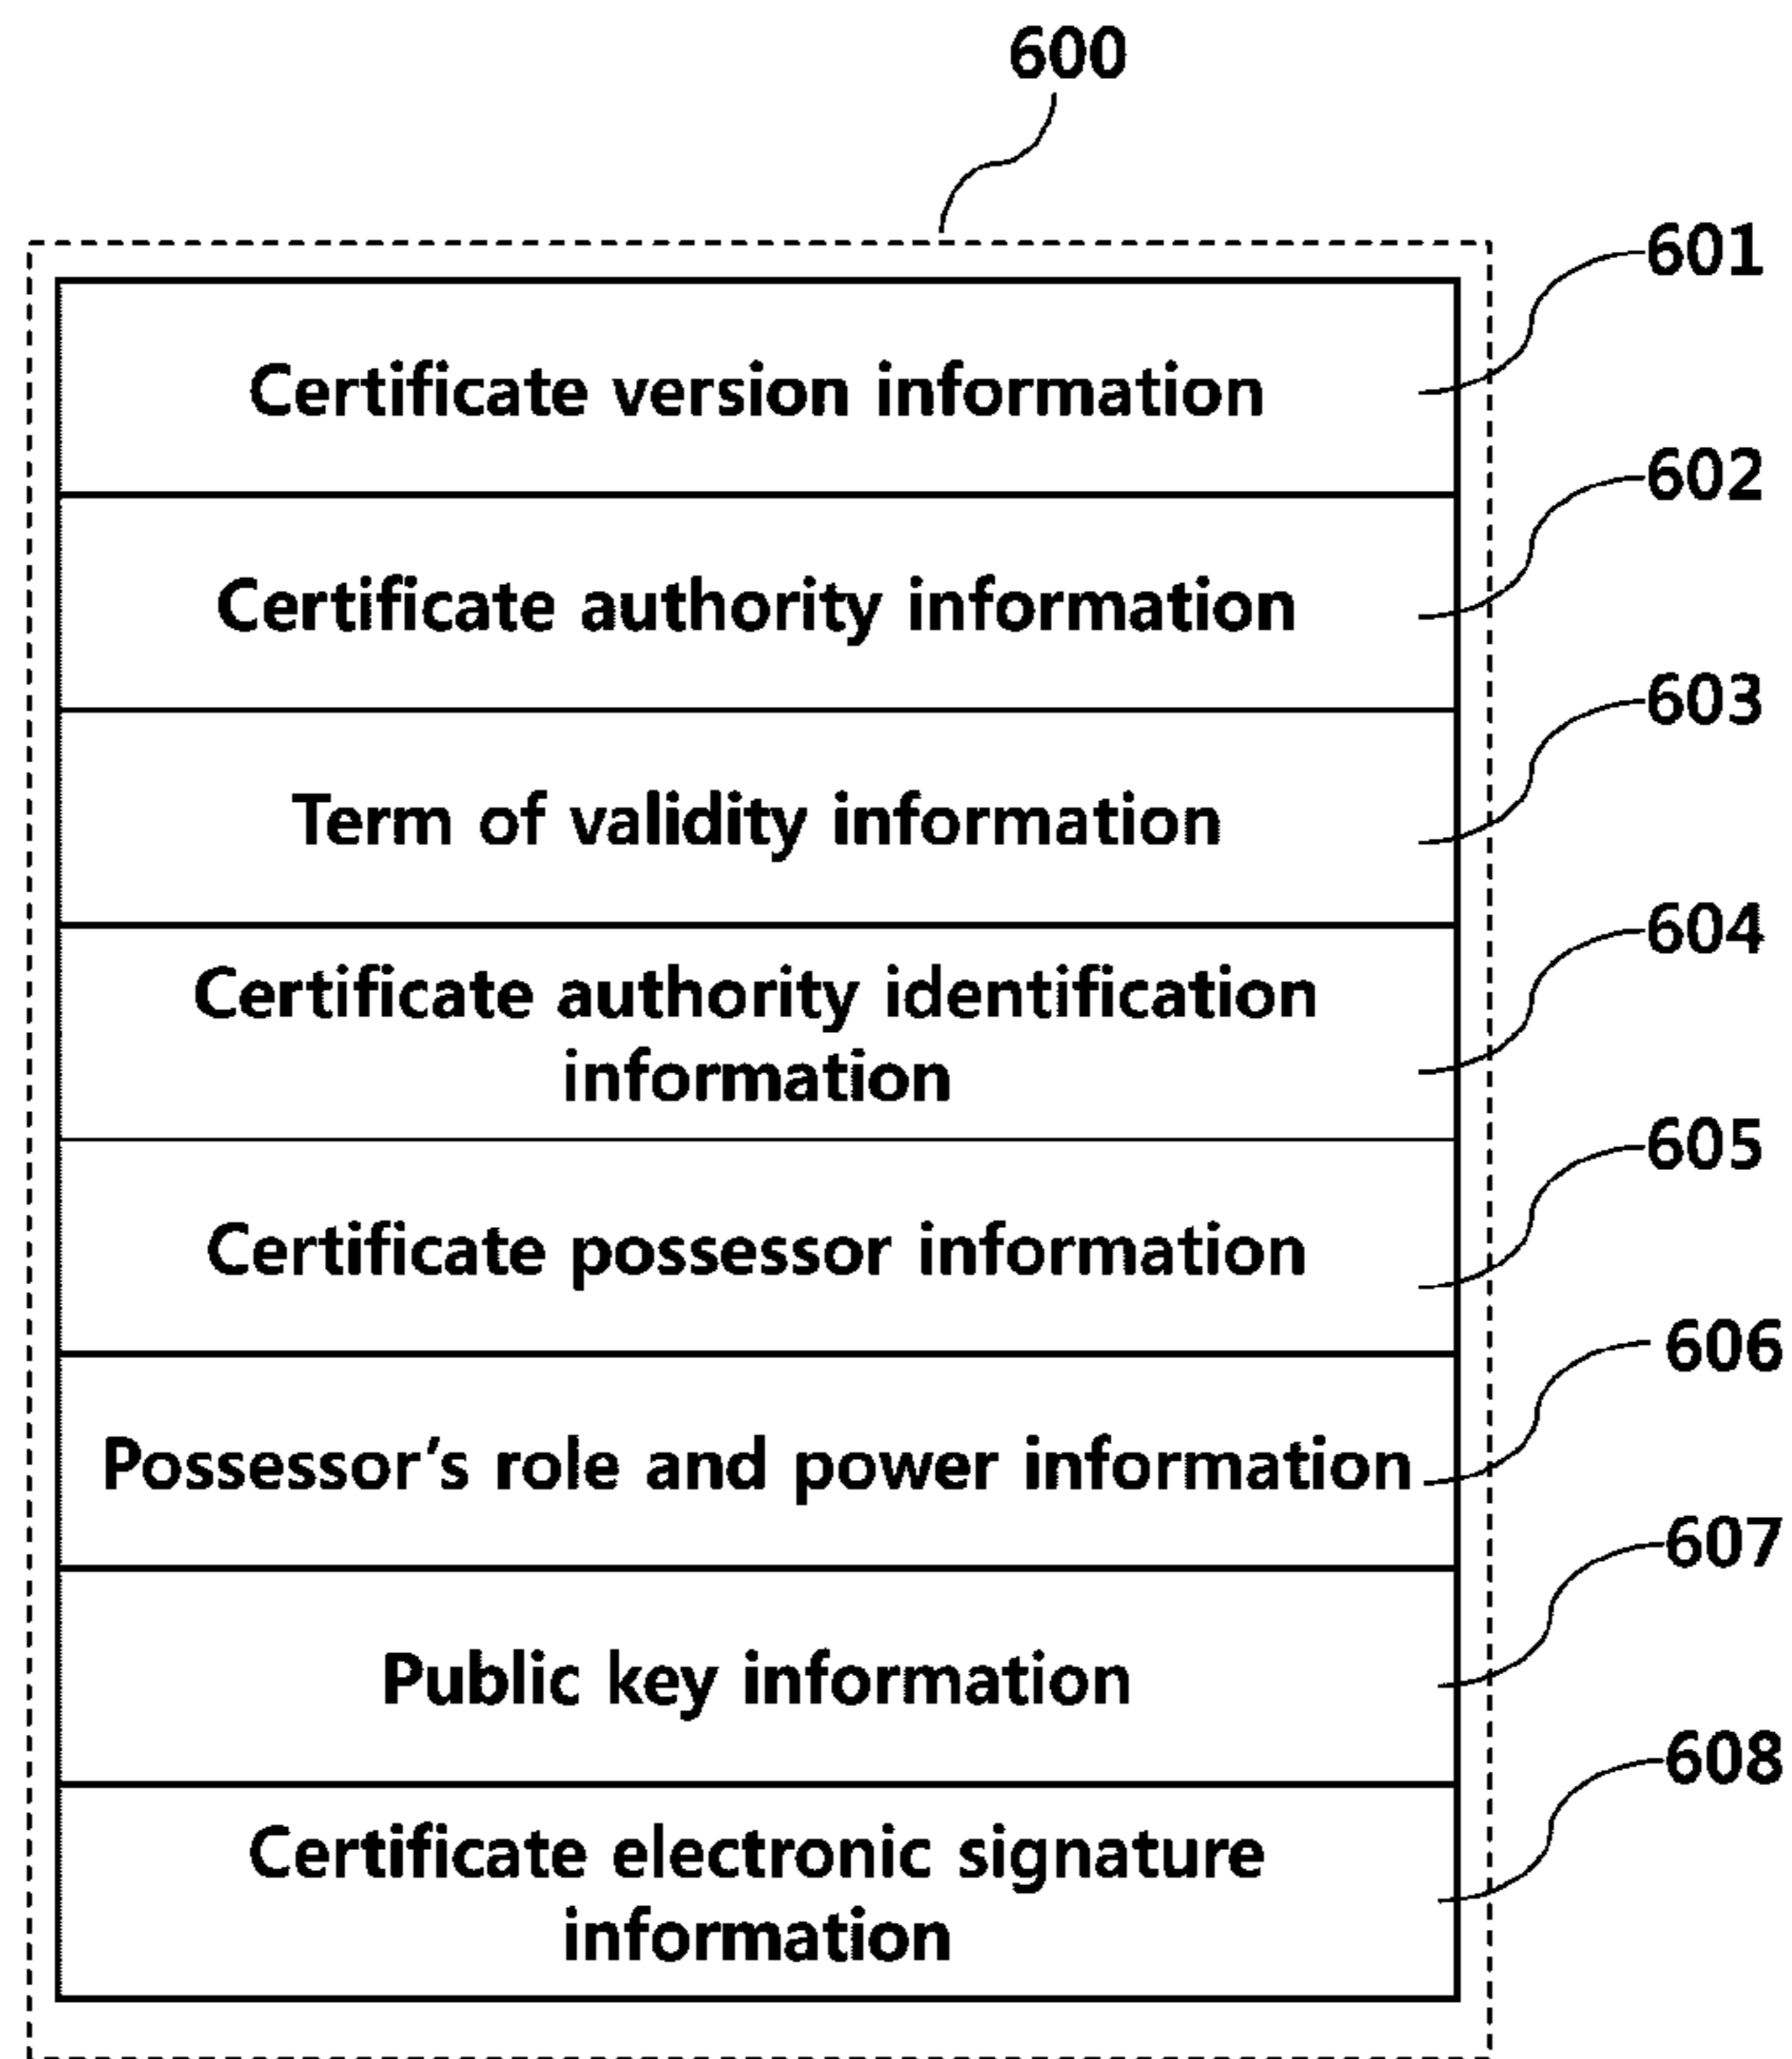 600
Certificate version information
601
Certificate authority information
602
Term of validity information
603
Certificate authority identification
information
604
Certificate possessor information
605
Possessor’s role and power information
606
Public key information
607
Certificate electronic signature
information
608